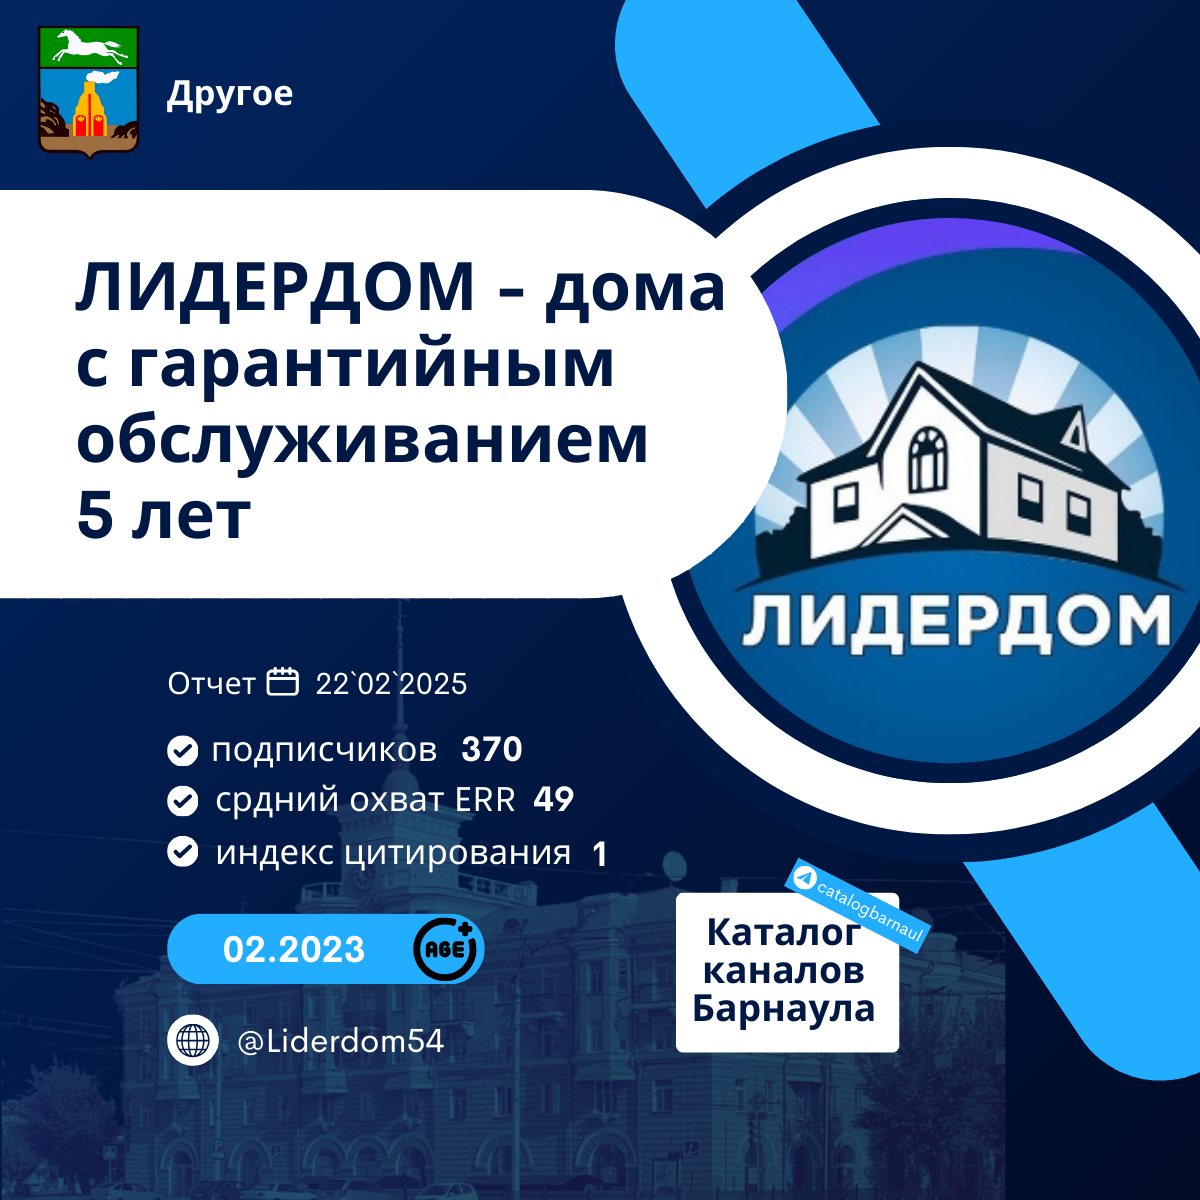 Другое
ЛИДЕРДОМ – дома
с гарантийным
обслуживанием
5 лет
ЛИДЕРДОМ
Отчет 22`02`2025
подписчиков 370
срдний охват ERR 49
индекс цитирования 1
02.2023 AGE+
@Liderdom54
catalogbarnaul
Каталог
каналов
Барнаула